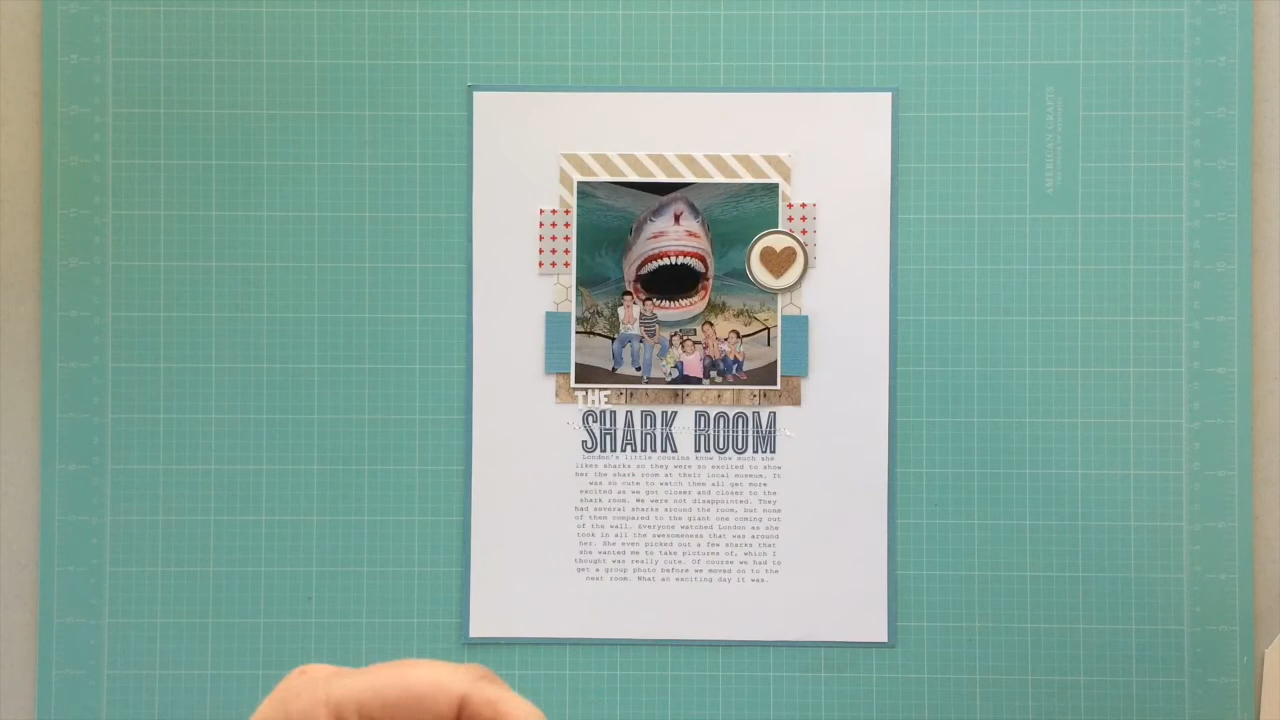 AMERICAN CRAFTS
THE
SHARK ROOM
London's little cousins know how much she
likes sharks so they were so excited to show
her the shark room at their local museum. It
was so cute to watch them all get more
excited as we got closer and closer to the
shark room. We were not disappointed. They
had several sharks around the room, but none
of them compared to the giant one coming out
of the wall. Everyone watched London as she
took in all the awesomeness that was around
her. She even picked out a few sharks that
she wanted me to take pictures of, which I
thought was really cute. Of course we had to
get a group photo before we moved on to the
next room. What an exciting day it was.